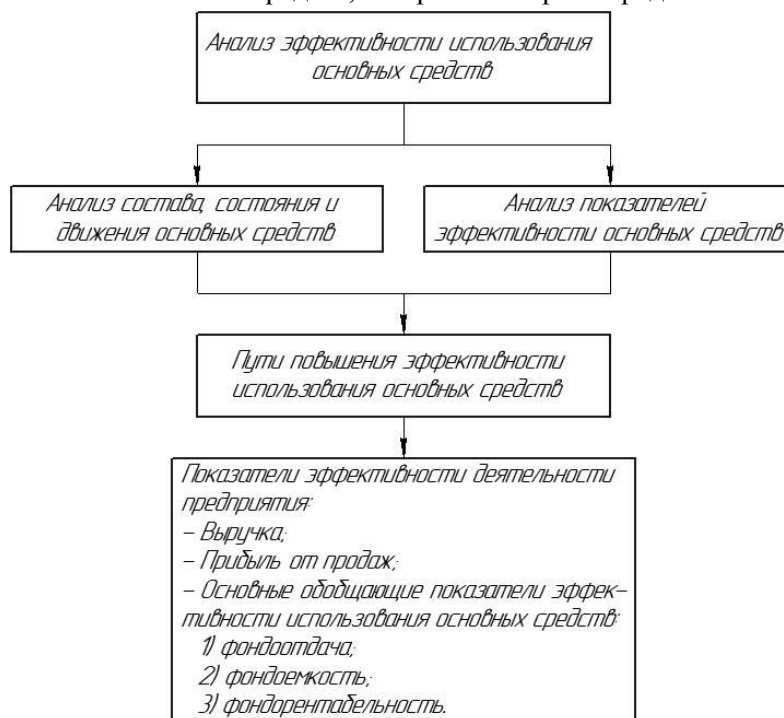 Анализ эффективности использования
основных средств
Анализ состава, состояния и
движения основных средств
Анализ показателей
эффективности основных средств
Пути повышения эффективности
использования основных средств
Показатели эффективности деятельности
предприятия:
– Выручка;
– Прибыль от продаж;
– Основные обобщающие показатели эффек–
тивности использования основных средств:
1) фондоотдача;
2) фондоемкость;
3) фондорентабельность.